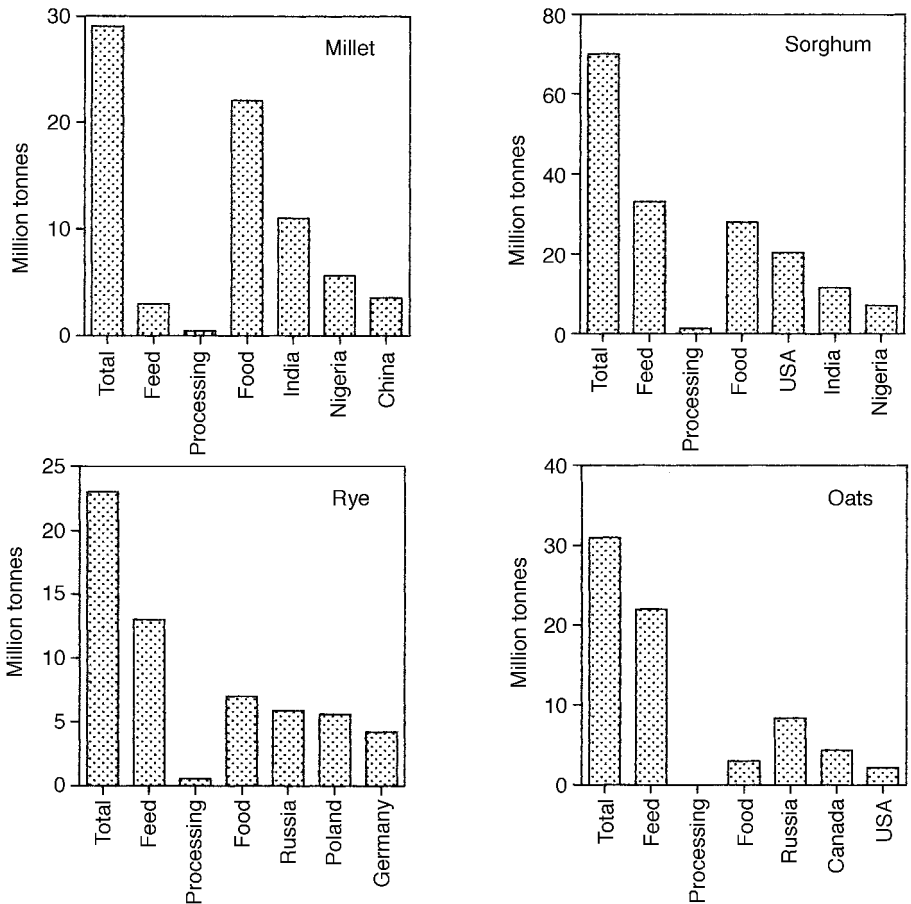 Millet
Million tonnes
30
20
10
0
Total
Feed
Processing
Food
India
Nigeria
China
Sorghum
Million tonnes
80
60
40
20
0
Total
Feed
Processing
Food
USA
India
Nigeria
Rye
Million tonnes
25
20
15
10
5
0
Total
Feed
Processing
Food
Russia
Poland
Germany
Oats
Million tonnes
40
30
20
10
0
Total
Feed
Processing
Food
Russia
Canada
USA